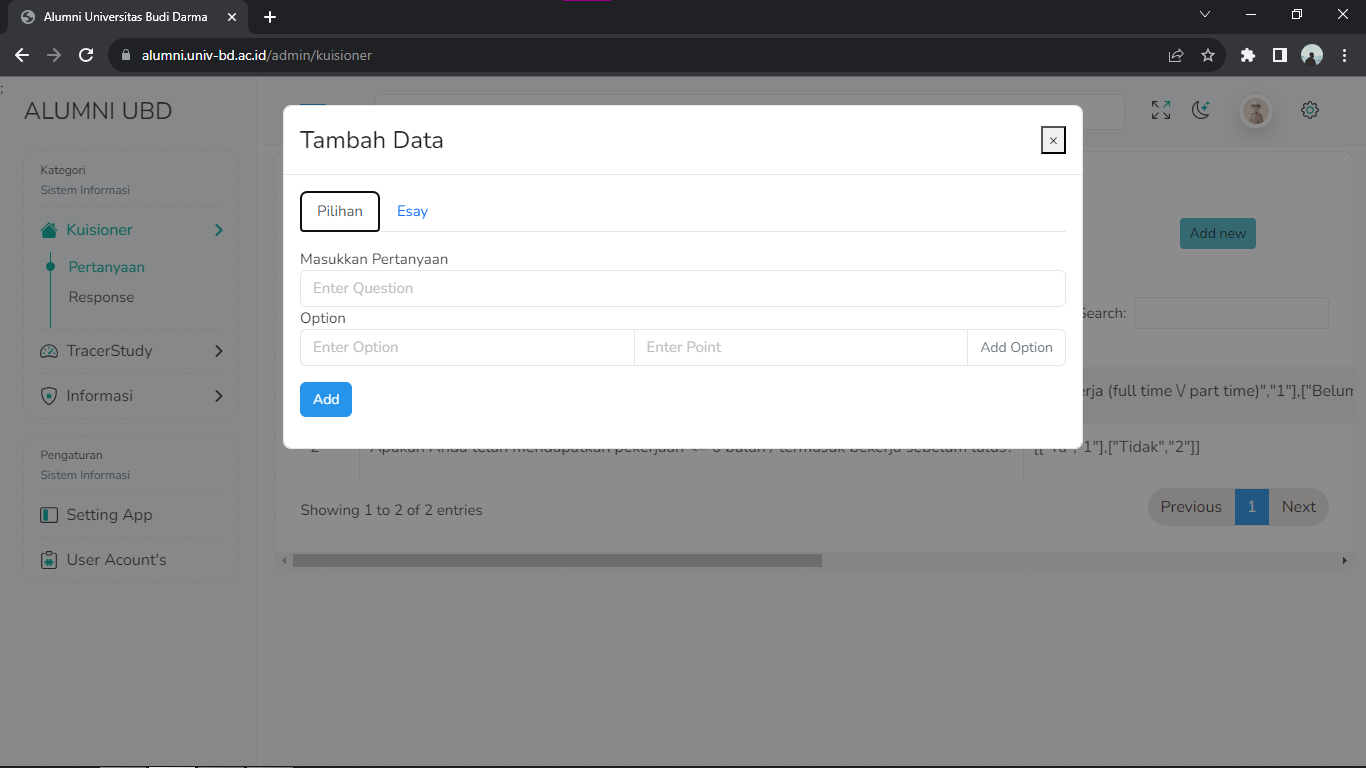 Alumni Universitas Budi Darma
alumni.univ-bd.ac.id/admin/kuisioner
;
ALUMNI UBD
Kategori
Sistem Informasi
Kuisioner
Pertanyaan
Response
TracerStudy
Informasi
Pengaturan
Sistem Informasi
Setting App
User Acount's
Tambah Data
×
Pilihan Esay
Masukkan Pertanyaan
Enter Question
Option
Enter Option Enter Point Add Option
Add
Add new
Search:
erja (full time \/ part time)","1"],["Belum
2 Apakah Anda telah mendapatkan pekerjaan <= 6 bulan / termasuk bekerja sebelum lulus? [["Ya","1"],["Tidak","2"]]
Showing 1 to 2 of 2 entries
Previous 1 Next